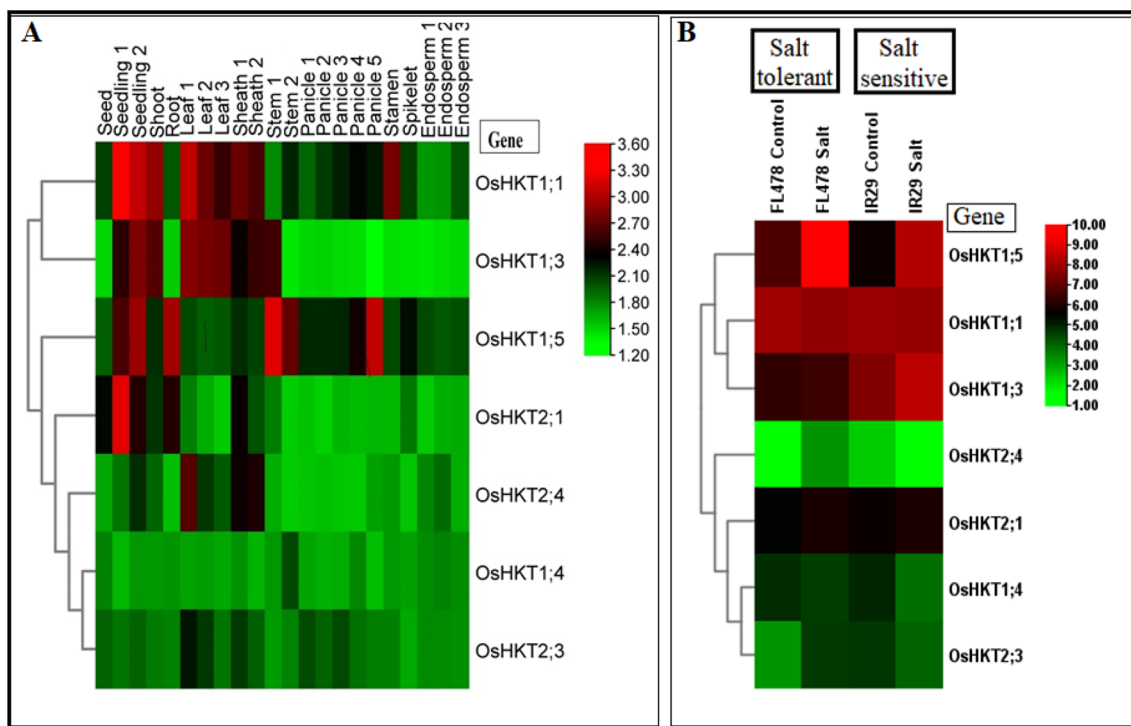 A
Seed
Seedling 1
Seedling 2
Shoot
Root
Leaf 1
Leaf 2
Leaf 3
Sheath 1
Sheath 2
Stem 1
Stem 2
Panicle 1
Panicle 2
Panicle 3
Panicle 4
Panicle 5
Stamen
Spikelet
Endosperm 1
Endosperm 2
Endosperm 3
Gene
OsHKT1;1
OsHKT1;3
OsHKT1;5
OsHKT2;1
OsHKT2;4
OsHKT1;4
OsHKT2;3
3.60
3.30
3.00
2.70
2.40
2.10
1.80
1.50
1.20
B
Salt
tolerant
Salt
sensitive
FL478 Control
FL478 Salt
IR29 Control
IR29 Salt
Gene
OsHKT1;5
OsHKT1;1
OsHKT1;3
OsHKT2;4
OsHKT2;1
OsHKT1;4
OsHKT2;3
10.00
9.00
8.00
7.00
6.00
5.00
4.00
3.00
2.00
1.00